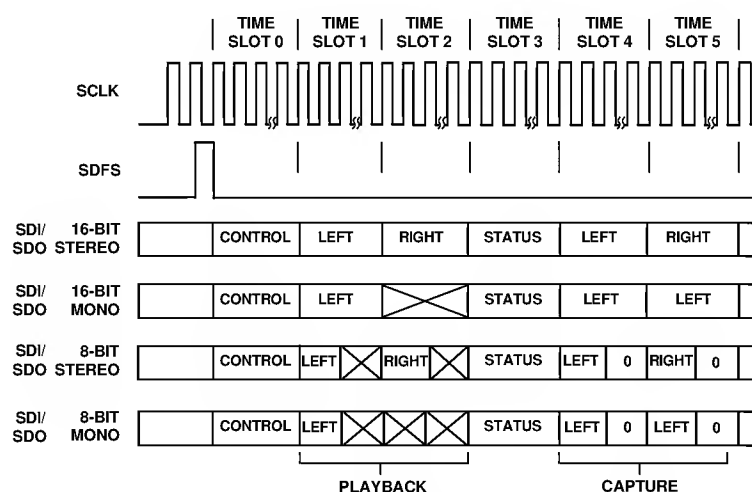 TIME SLOT 0 TIME SLOT 1 TIME SLOT 2 TIME SLOT 3 TIME SLOT 4 TIME SLOT 5
SCLK
SDFS
SDI/ SDO 16-BIT STEREO CONTROL LEFT RIGHT STATUS LEFT RIGHT
SDI/ SDO 16-BIT MONO CONTROL LEFT STATUS LEFT LEFT
SDI/ SDO 8-BIT STEREO CONTROL LEFT RIGHT STATUS LEFT 0 RIGHT 0
SDI/ SDO 8-BIT MONO CONTROL LEFT STATUS LEFT 0 LEFT 0
PLAYBACK CAPTURE